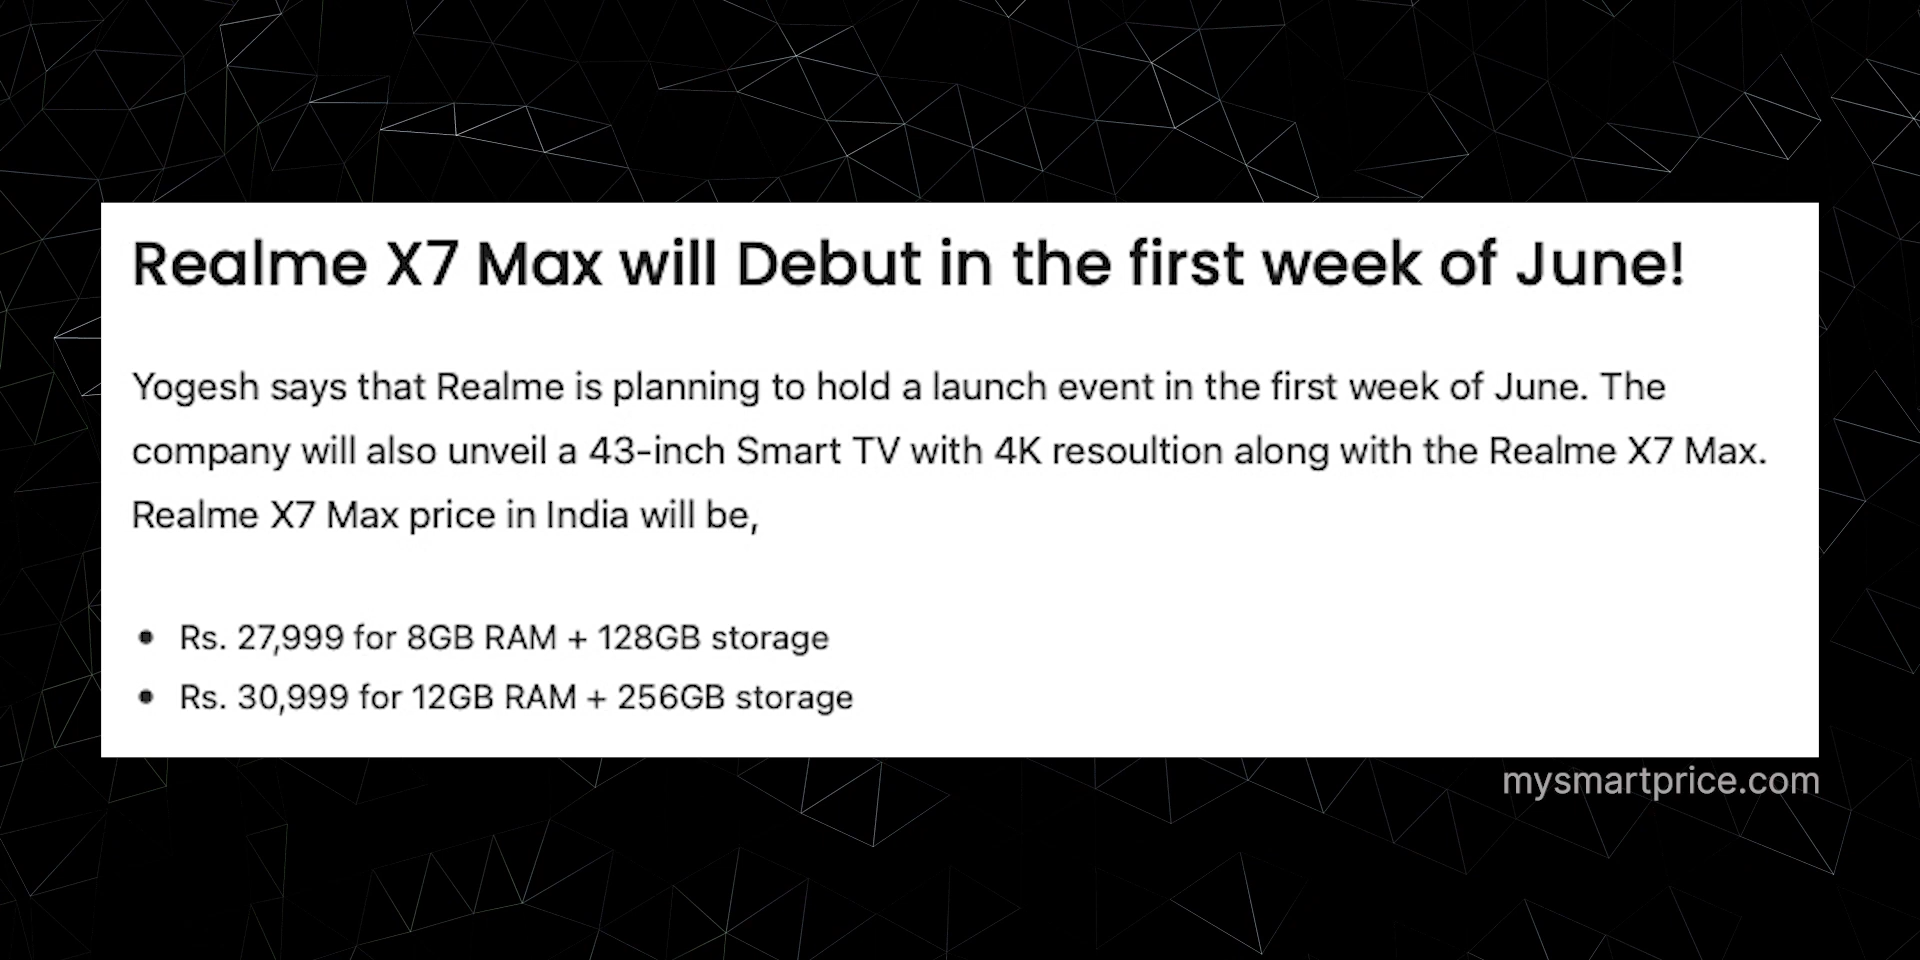 Realme X7 Max will Debut in the first week of June!
Yogesh says that Realme is planning to hold a launch event in the first week of June. The
company will also unveil a 43-inch Smart TV with 4K resoultion along with the Realme X7 Max.
Realme X7 Max price in India will be,
• Rs. 27,999 for 8GB RAM + 128GB storage
• Rs. 30,999 for 12GB RAM + 256GB storage
mysmartprice.com